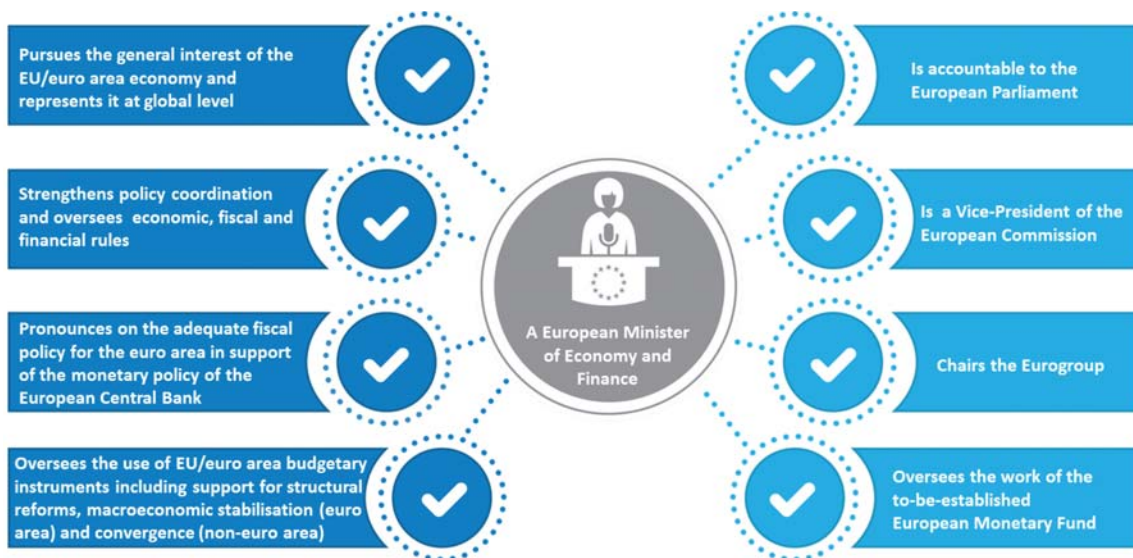 Pursues the general interest of the
EU/euro area economy and
represents it at global level
Strengthens policy coordination
and oversees economic, fiscal and
financial rules
Pronounces on the adequate fiscal
policy for the euro area in support
of the monetary policy of the
European Central Bank
Oversees the use of EU/euro area budgetary
instruments including support for structural
reforms, macroeconomic stabilisation (euro
area) and convergence (non-euro area)
A European Minister
of Economy and
Finance
Is accountable to the
European Parliament
Is a Vice-President of the
European Commission
Chairs the Eurogroup
Oversees the work of the
to-be-established
European Monetary Fund